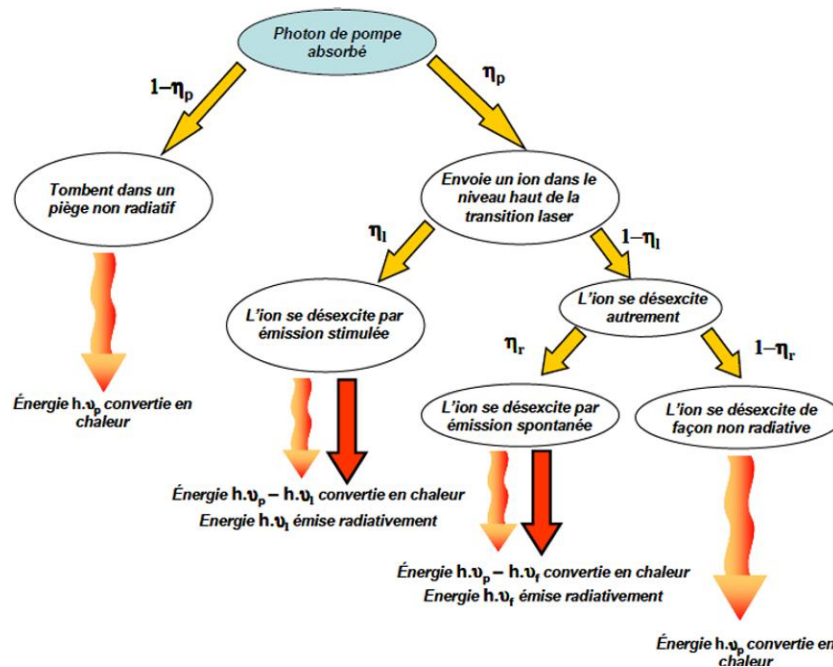 Photon de pompe
absorbé
1–ηp
ηp
Tombent dans un
piège non radiatif
Envoie un ion dans le
niveau haut de la
transition laser
ηl
1–ηl
L'ion se désexcite par
émission stimulée
L'ion se désexcite
autrement
ηr
1–ηr
Énergie h.υp convertie en
chaleur
L'ion se désexcite par
émission spontanée
L'ion se désexcite de
façon non radiative
Énergie h.υp – h.υl convertie en chaleur
Energie h.υl émise radiativement
Énergie h.υp – h.υf convertie en chaleur
Energie h.υf émise radiativement
Énergie h.υp convertie en
chaleur